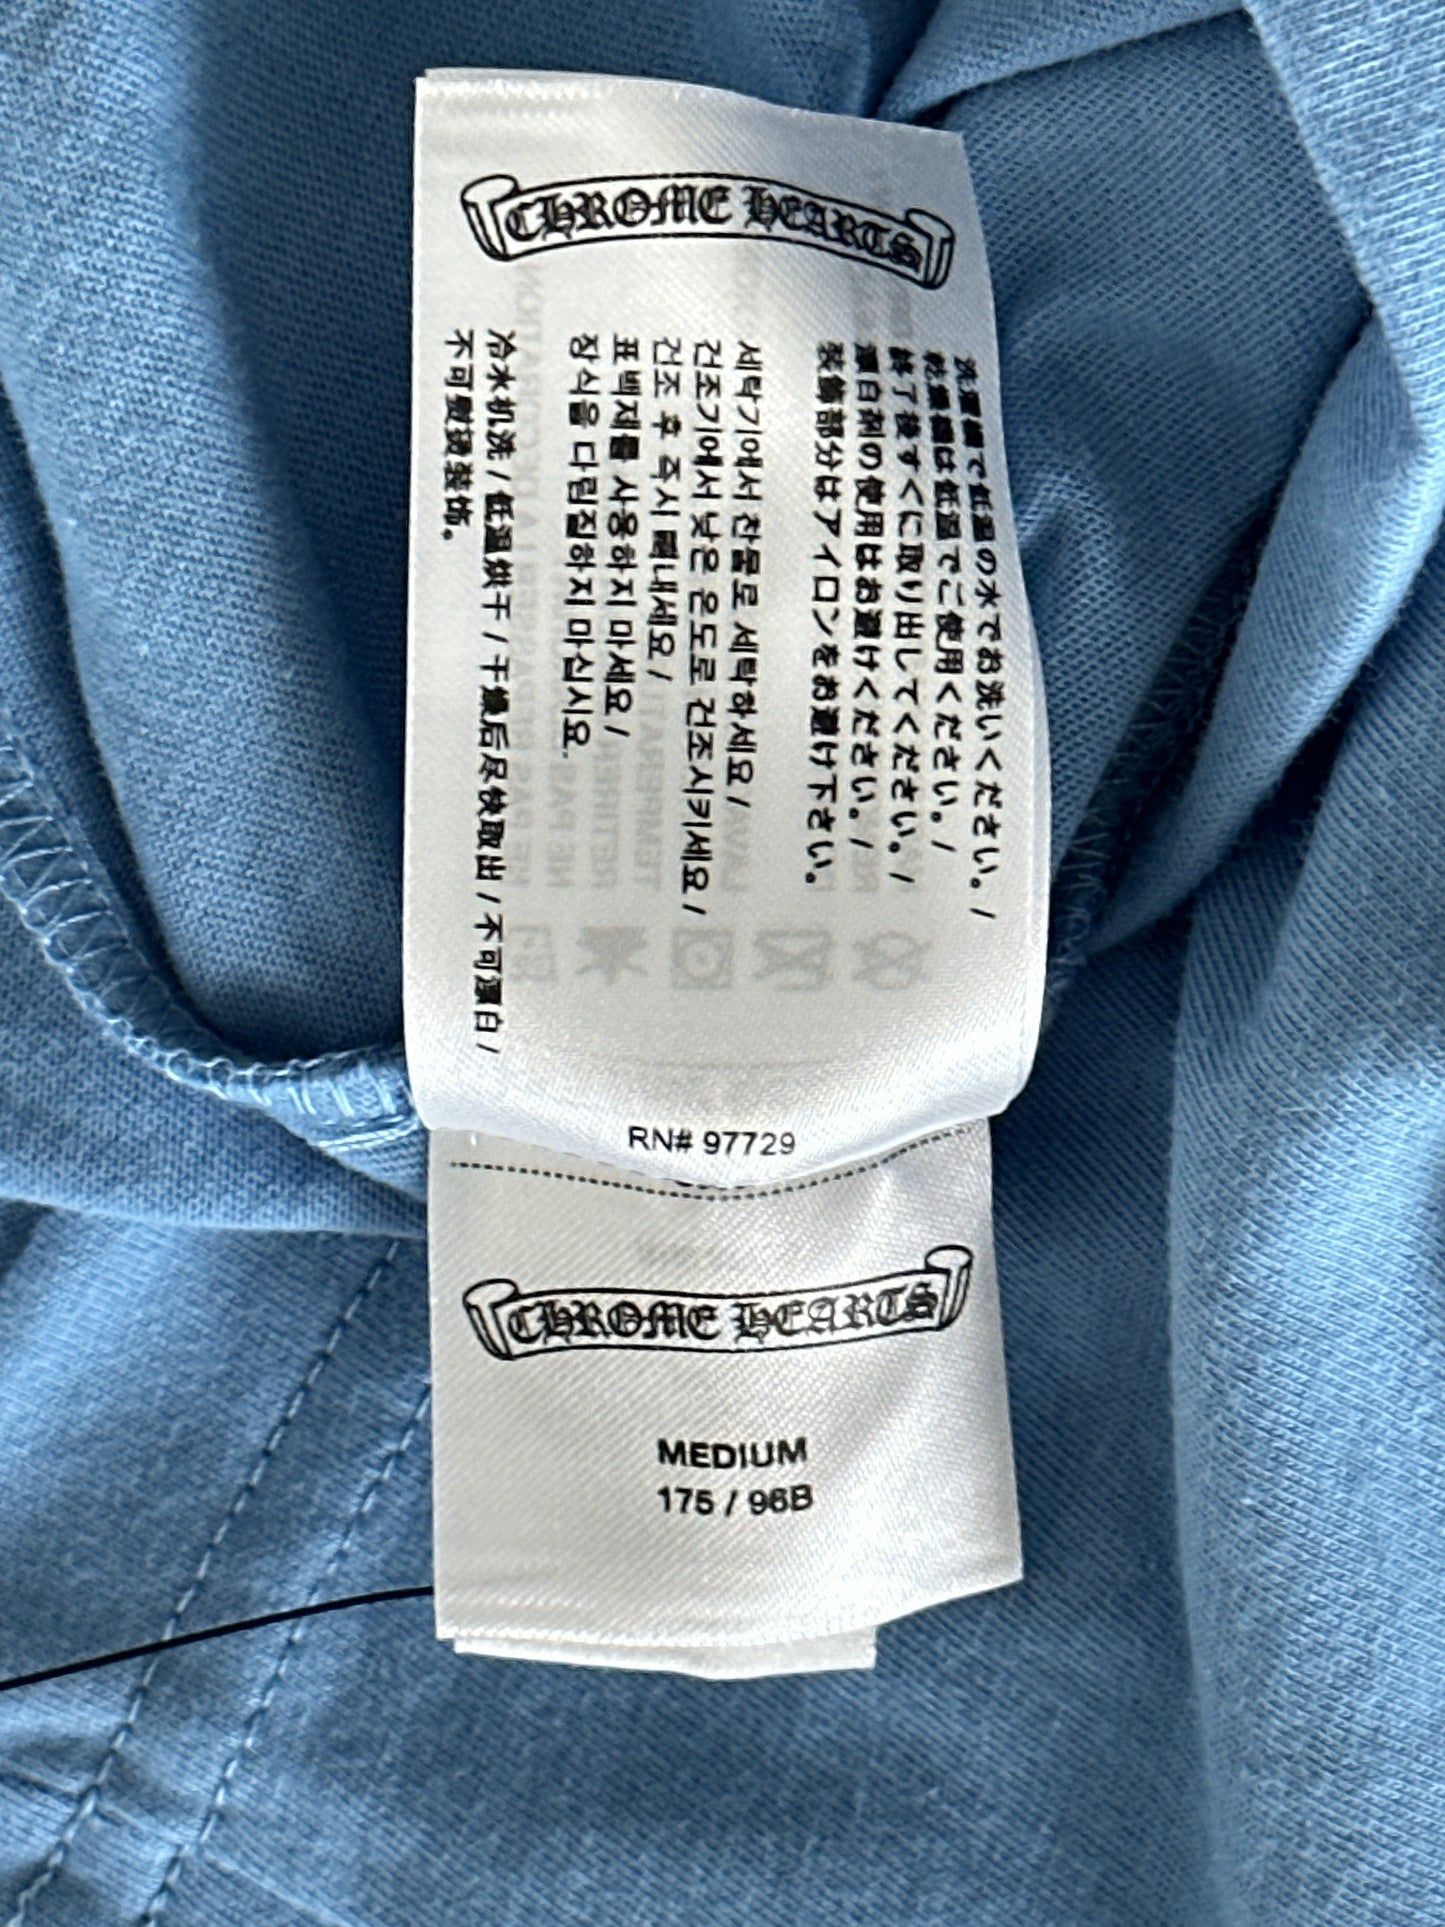 CHROME HEARTS
洗濯機で低温の水でお洗いください。/
乾燥機は低温でご使用ください。/
終了後すぐに取り出してください。/
漂白剤の使用はお避けください。/
装飾部分はアイロンをお避け下さい。
세탁기에서 찬물로 세탁하세요 /
건조기에서 낮은 온도로 건조시키세요 /
건조 후 즉시 꺼내세요 /
표백제를 사용하지 마세요 /
장식을 다림질하지 마십시요.
冷水机洗 / 低温烘干 / 干燥后尽快取出 / 不可漂白 /
不可熨烫装饰。
RN# 97729
CHROME HEARTS
MEDIUM
175 / 96B